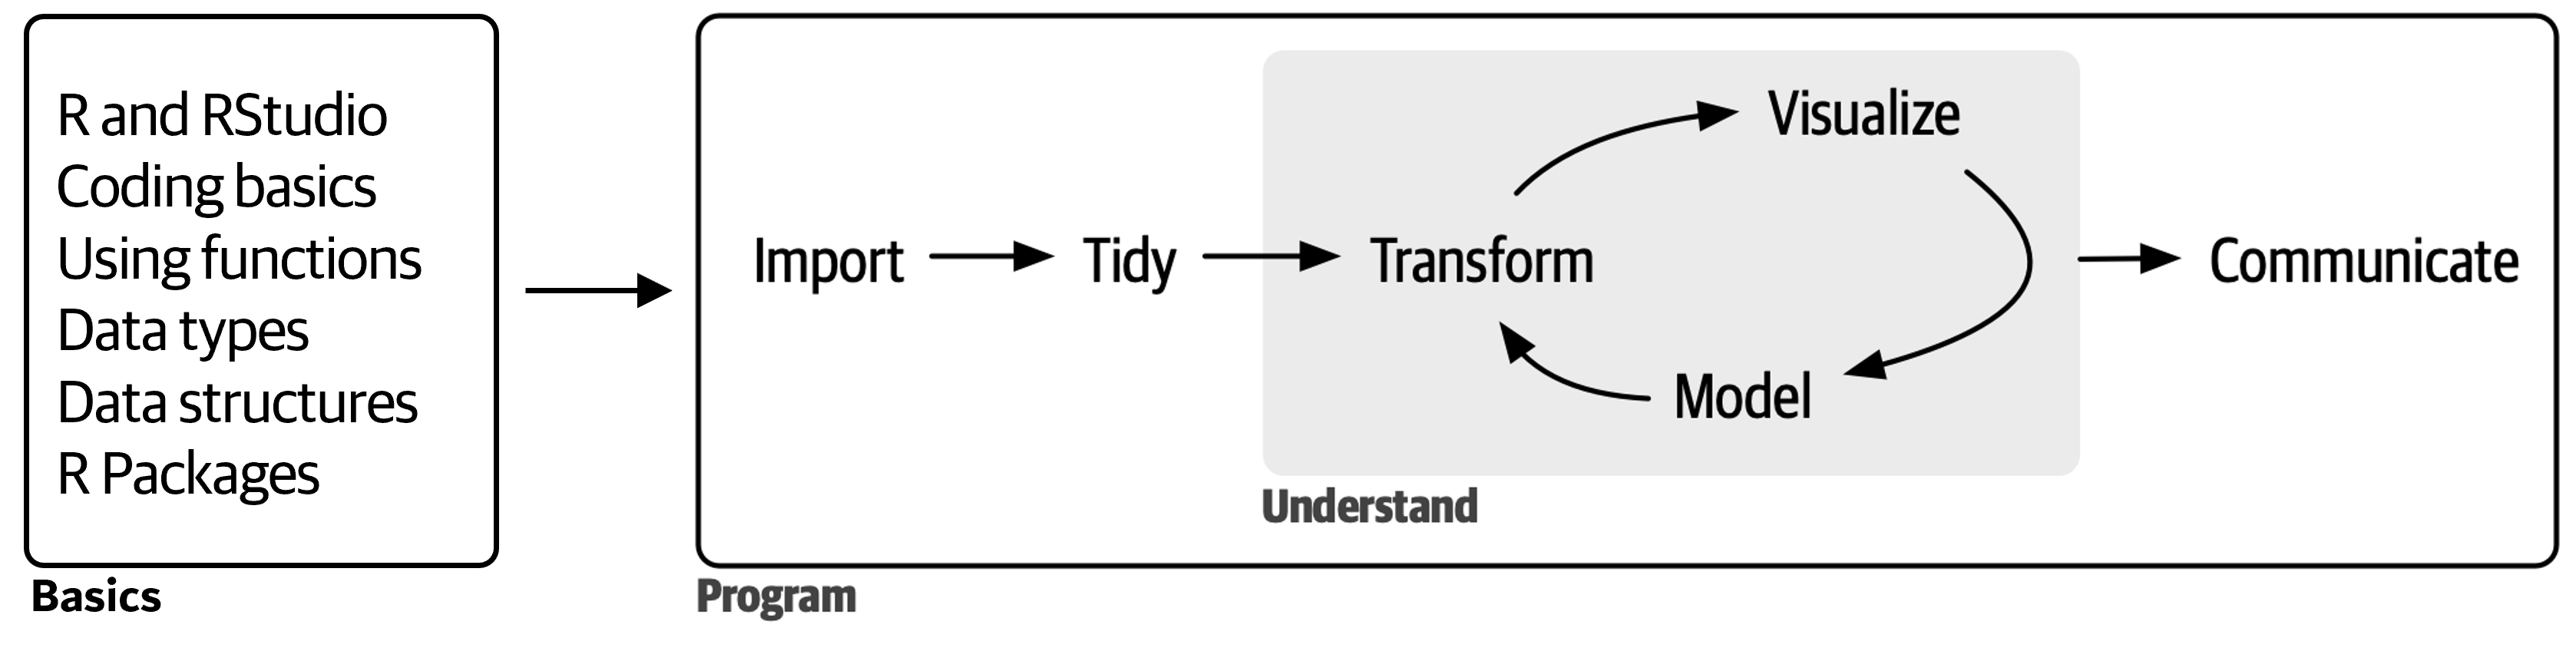 R and RStudio
Coding basics
Using functions
Data types
Data structures
R Packages
Basics
Import
Tidy
Transform
Visualize
Model
Communicate
Understand
Program